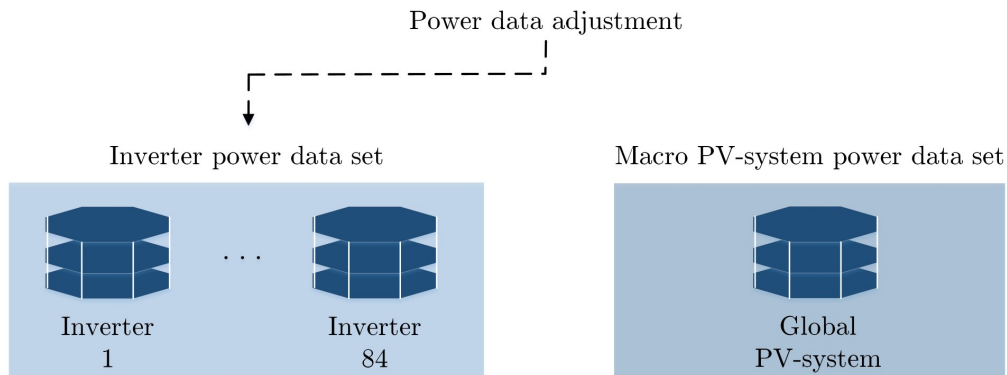 Power data adjustment
Inverter power data set
Macro PV-system power data set
. . .
Inverter
1
Inverter
84
Global
PV-system